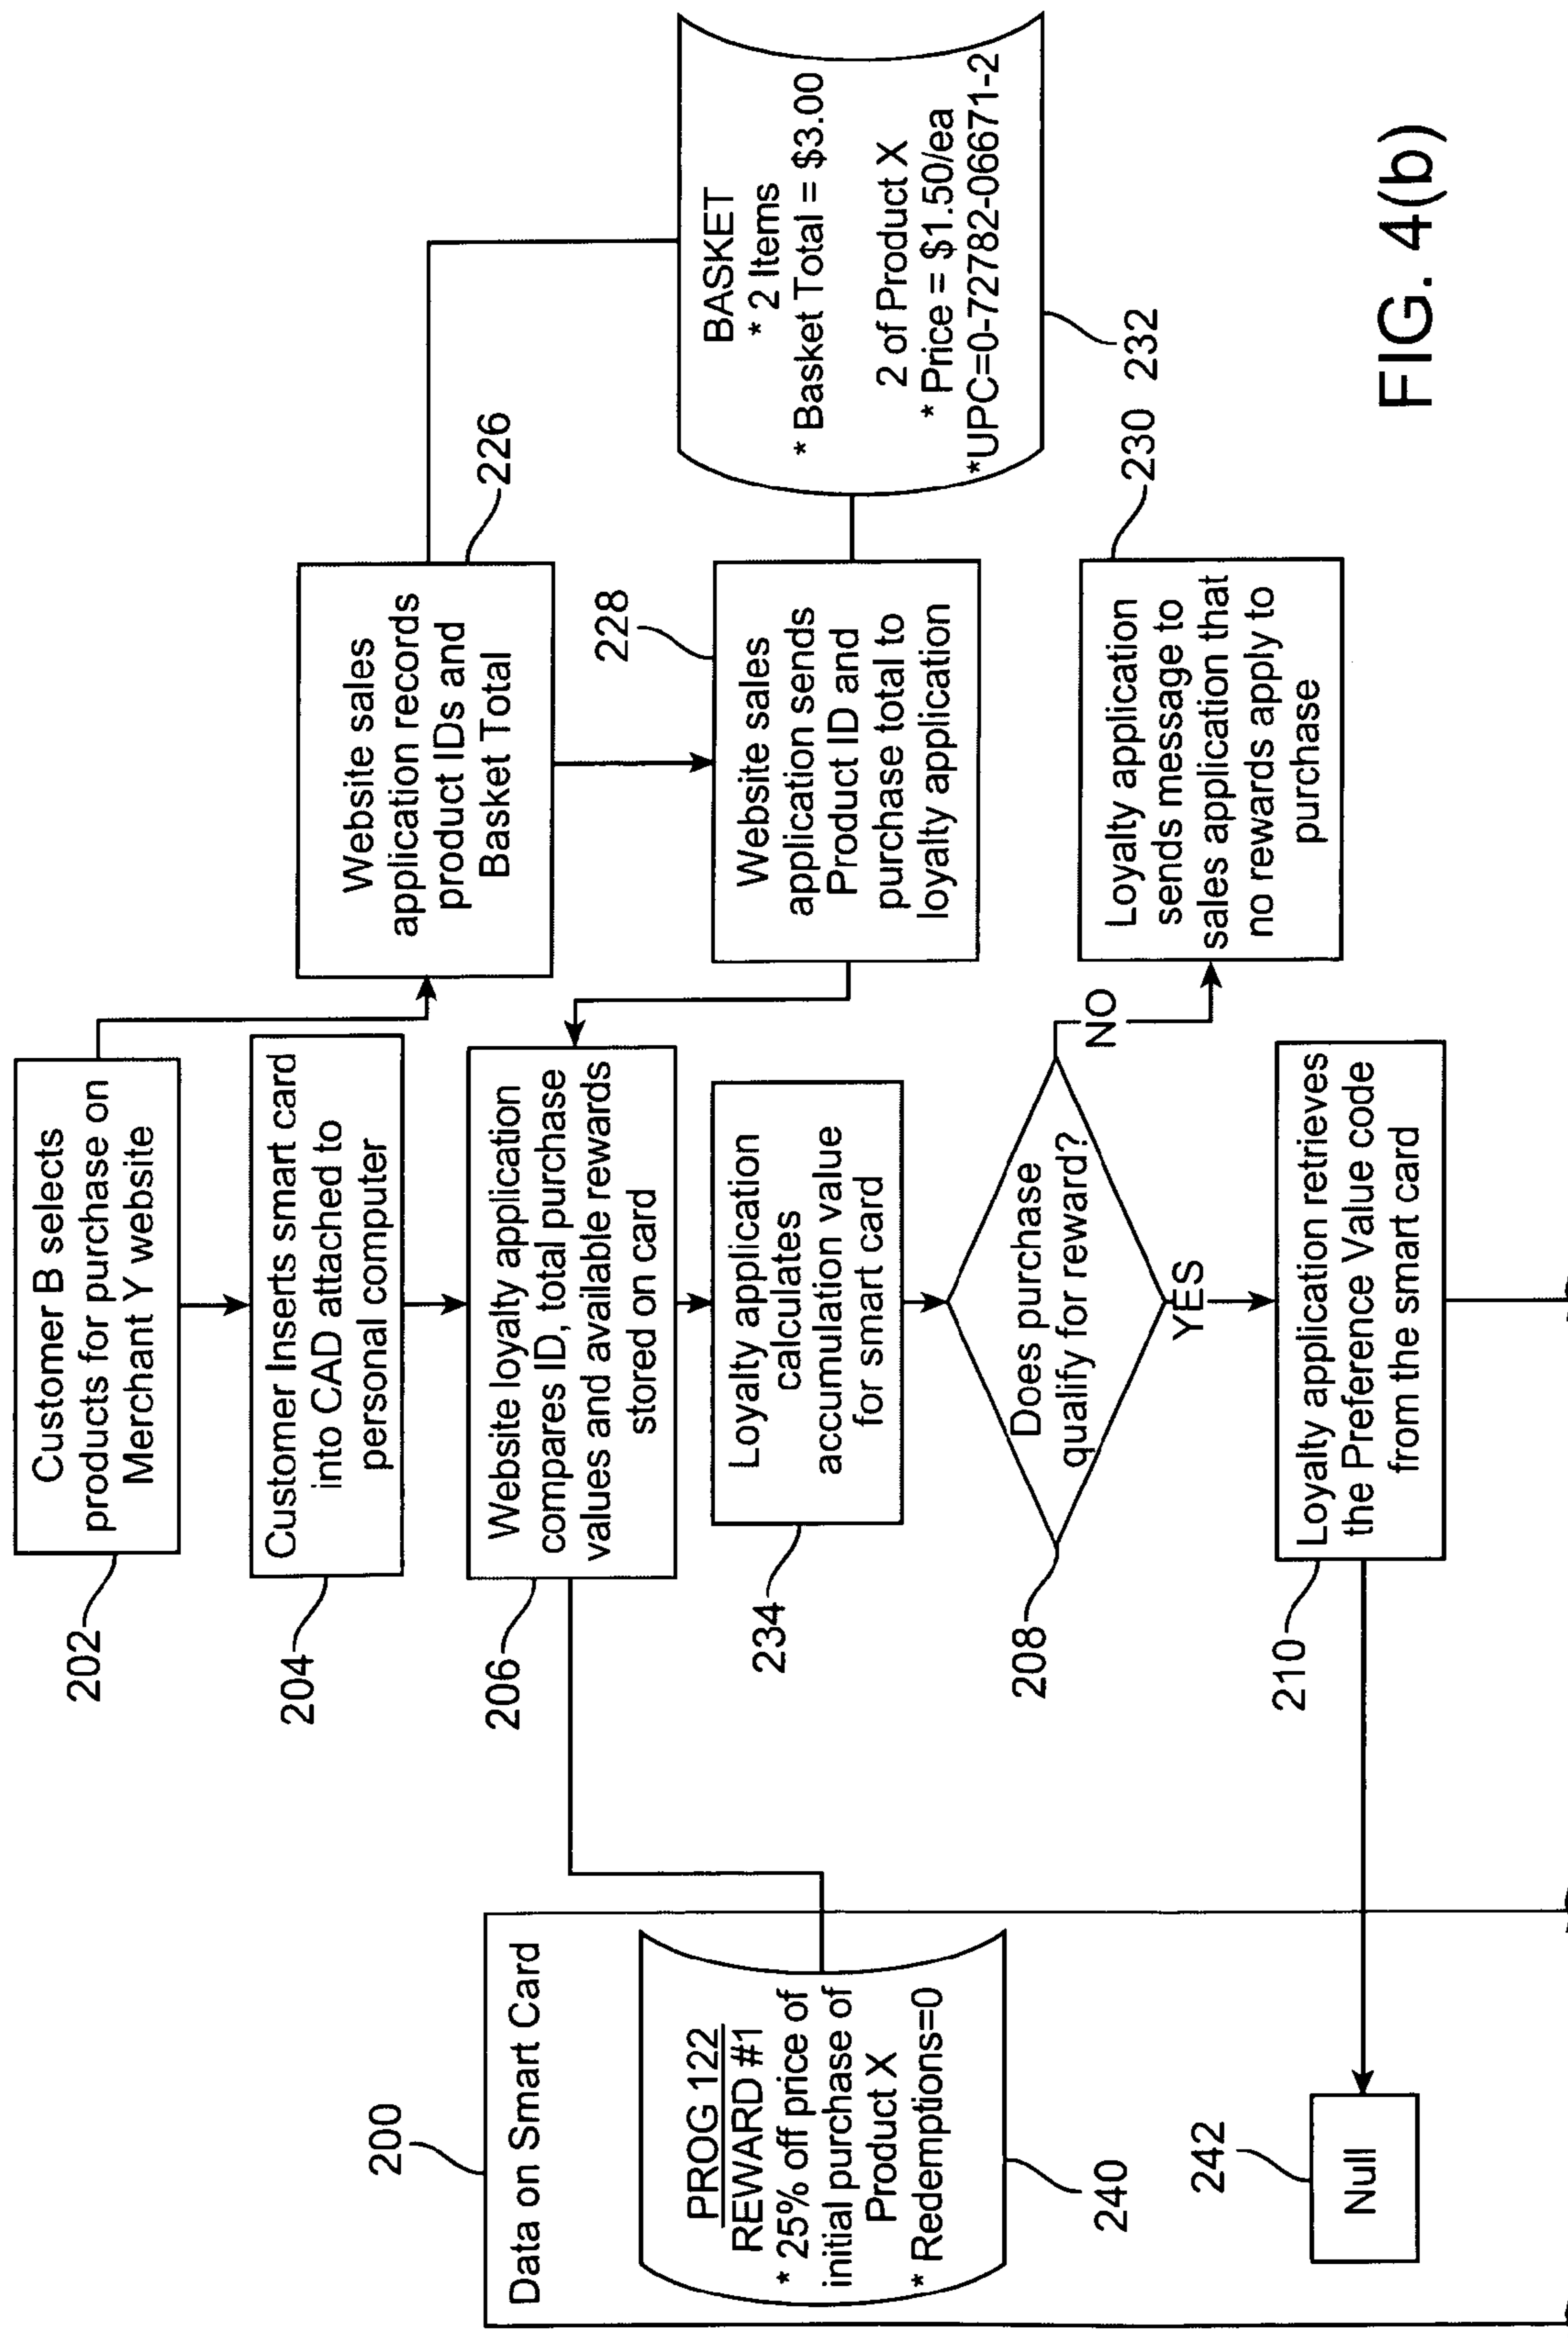 Customer B selects
products for purchase on
Merchant Y website
202
Customer Inserts smart card
into CAD attached to
personal computer
204
Website sales
application records
product IDs and
Basket Total
226
Website loyalty application
compares ID, total purchase
values and available rewards
stored on card
206
228
Website sales
application sends
Product ID and
purchase total to
loyalty application
BASKET
* 2 Items
* Basket Total = $3.00
2 of Product X
* Price = $1.50/ea
*UPC=0-72782-06671-2
232
200
Data on Smart Card
PROG 122
REWARD #1
* 25% off price of
initial purchase of
Product X
* Redemptions=0
240
Loyalty application
calculates
accumulation value
for smart card
234
Does purchase
qualify for reward?
208
NO
YES
230
Loyalty application
sends message to
sales application that
no rewards apply to
purchase
242
Null
210
Loyalty application retrieves
the Preference Value code
from the smart card
FIG. 4(b)